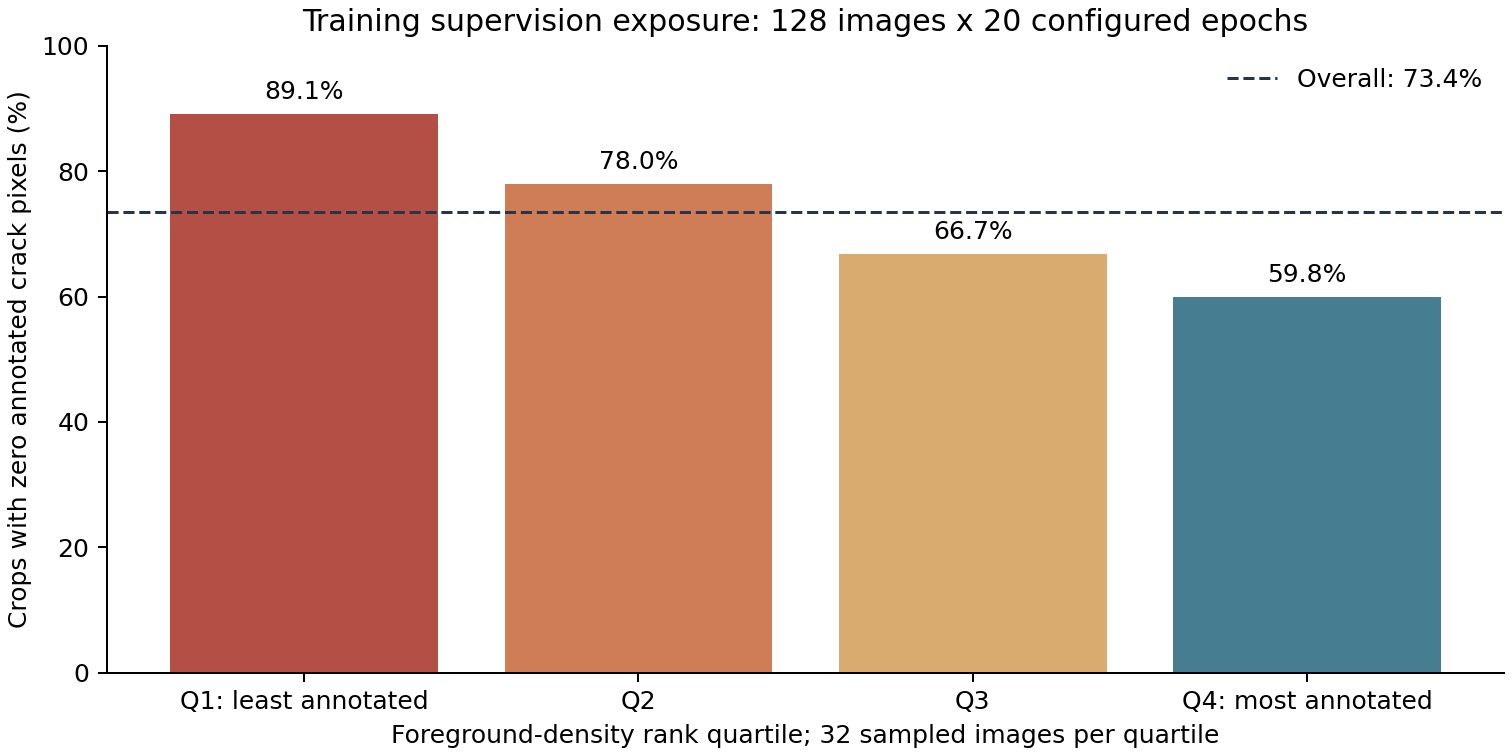 Training supervision exposure: 128 images x 20 configured epochs
Crops with zero annotated crack pixels (%)
100
80
60
40
20
0
Overall: 73.4%
89.1%
78.0%
66.7%
59.8%
Q1: least annotated
Q2
Q3
Q4: most annotated
Foreground-density rank quartile; 32 sampled images per quartile